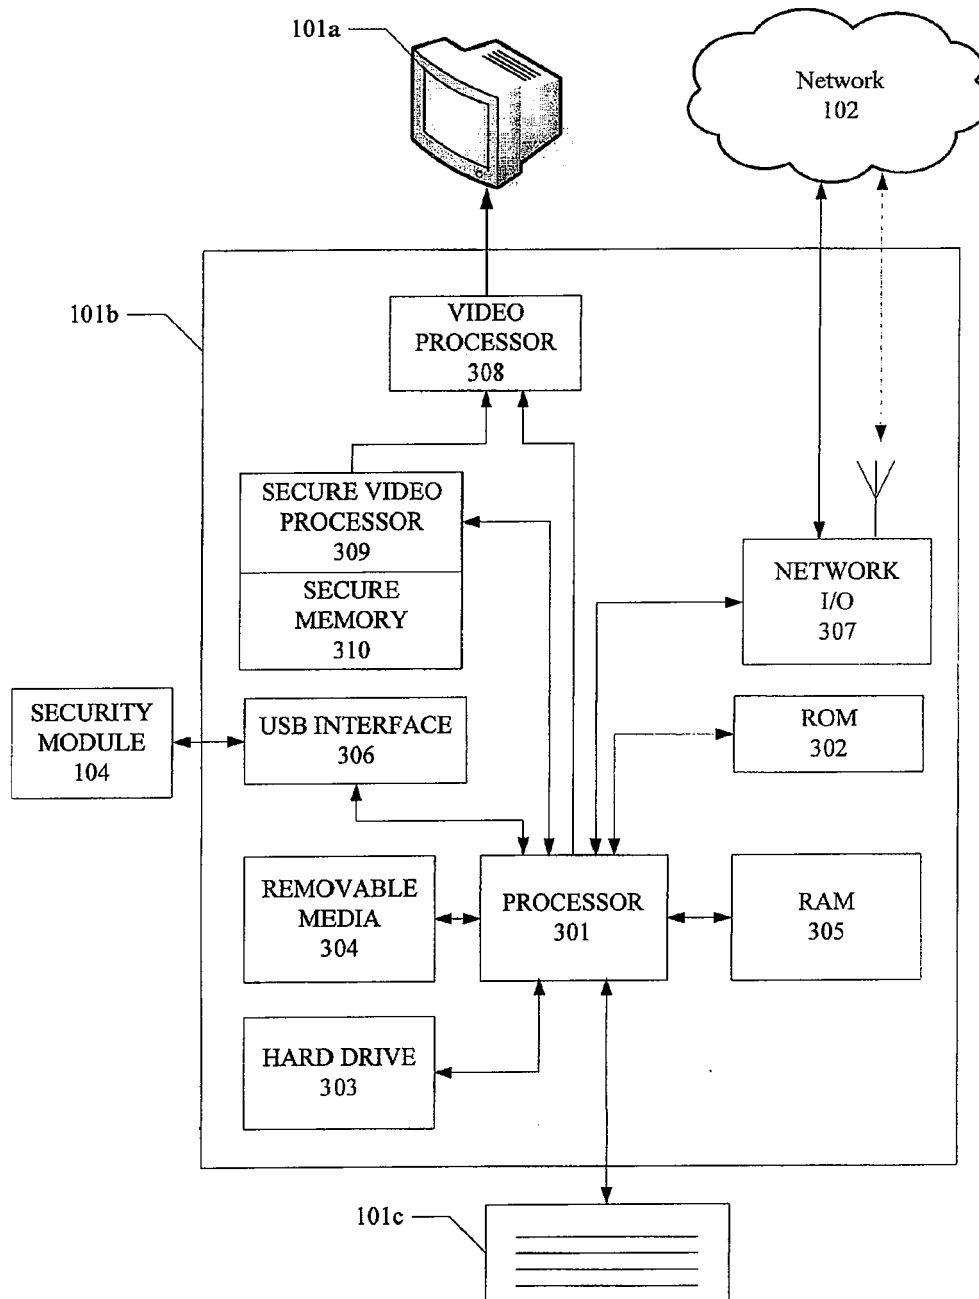 101a
Network
102
101b
VIDEO
PROCESSOR
308
SECURE VIDEO
PROCESSOR
309
SECURE
MEMORY
310
NETWORK
I/O
307
SECURITY
MODULE
104
USB INTERFACE
306
ROM
302
REMOVABLE
MEDIA
304
PROCESSOR
301
RAM
305
HARD DRIVE
303
101c